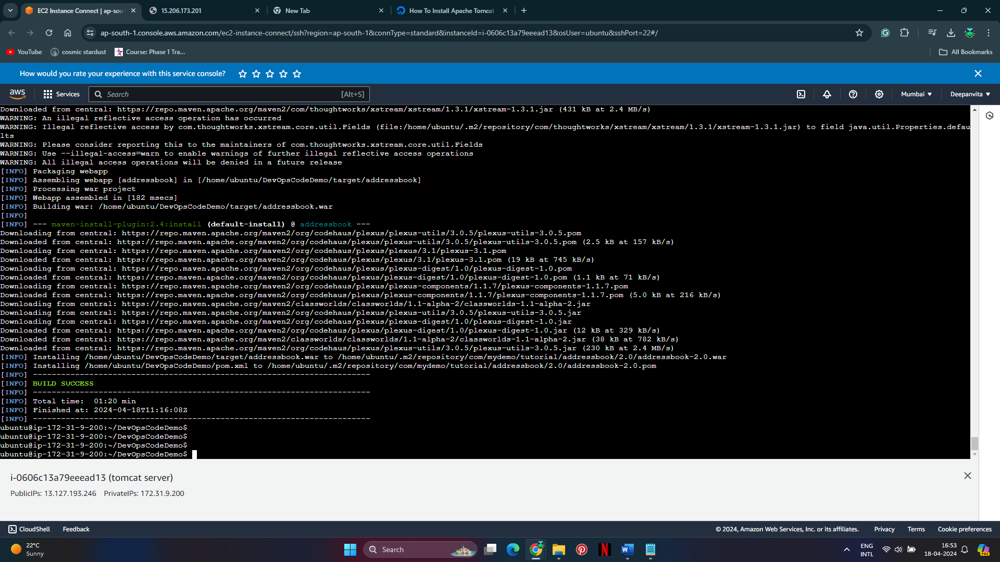 EC2 Instance Connect | ap-sou
15.206.173.201
New Tab
How To Install Apache Tomcat
ap-south-1.console.aws.amazon.com/ec2-instance-connect/ssh?region=ap-south-1&connType=standard&instanceId=i-0606c13a79eeead13&osUser=ubuntu&sshPort=22#/
YouTube
cosmic stardust
Course: Phase 1 Tra...
All Bookmarks
How would you rate your experience with this service console?
aws
Services
Search
[Alt+S]
Mumbai
Deepanvita
Downloaded from central: https://repo.maven.apache.org/maven2/com/thoughtworks/xstream/xstream/1.3.1/xstream-1.3.1.jar (431 kB at 2.4 MB/s)
WARNING: An illegal reflective access operation has occurred
WARNING: Illegal reflective access by com.thoughtworks.xstream.core.util.Fields (file:/home/ubuntu/.m2/repository/com/thoughtworks/xstream/xstream/1.3.1/xstream-1.3.1.jar) to field java.util.Properties.defau
lts
WARNING: Please consider reporting this to the maintainers of com.thoughtworks.xstream.core.util.Fields
WARNING: Use --illegal-access=warn to enable warnings of further illegal reflective access operations
WARNING: All illegal access operations will be denied in a future release
[INFO] Packaging webapp
[INFO] Assembling webapp [addressbook] in [/home/ubuntu/DevOpsCodeDemo/target/addressbook]
[INFO] Processing war project
[INFO] Webapp assembled in [182 msecs]
[INFO] Building war: /home/ubuntu/DevOpsCodeDemo/target/addressbook.war
[INFO]
[INFO] --- maven-install-plugin:2.4:install (default-install) @ addressbook ---
Downloading from central: https://repo.maven.apache.org/maven2/org/codehaus/plexus/plexus-utils/3.0.5/plexus-utils-3.0.5.pom
Downloaded from central: https://repo.maven.apache.org/maven2/org/codehaus/plexus/plexus-utils/3.0.5/plexus-utils-3.0.5.pom (2.5 kB at 157 kB/s)
Downloading from central: https://repo.maven.apache.org/maven2/org/codehaus/plexus/plexus/3.1/plexus-3.1.pom
Downloaded from central: https://repo.maven.apache.org/maven2/org/codehaus/plexus/plexus/3.1/plexus-3.1.pom (19 kB at 745 kB/s)
Downloading from central: https://repo.maven.apache.org/maven2/org/codehaus/plexus/plexus-digest/1.0/plexus-digest-1.0.pom
Downloaded from central: https://repo.maven.apache.org/maven2/org/codehaus/plexus/plexus-digest/1.0/plexus-digest-1.0.pom (1.1 kB at 71 kB/s)
Downloading from central: https://repo.maven.apache.org/maven2/org/codehaus/plexus/plexus-components/1.1.7/plexus-components-1.1.7.pom
Downloaded from central: https://repo.maven.apache.org/maven2/org/codehaus/plexus/plexus-components/1.1.7/plexus-components-1.1.7.pom (5.0 kB at 216 kB/s)
Downloading from central: https://repo.maven.apache.org/maven2/classworlds/classworlds/1.1-alpha-2/classworlds-1.1-alpha-2.jar
Downloading from central: https://repo.maven.apache.org/maven2/org/codehaus/plexus/plexus-utils/3.0.5/plexus-utils-3.0.5.jar
Downloading from central: https://repo.maven.apache.org/maven2/org/codehaus/plexus/plexus-digest/1.0/plexus-digest-1.0.jar
Downloaded from central: https://repo.maven.apache.org/maven2/org/codehaus/plexus/plexus-digest/1.0/plexus-digest-1.0.jar (12 kB at 329 kB/s)
Downloaded from central: https://repo.maven.apache.org/maven2/classworlds/classworlds/1.1-alpha-2/classworlds-1.1-alpha-2.jar (38 kB at 782 kB/s)
Downloaded from central: https://repo.maven.apache.org/maven2/org/codehaus/plexus/plexus-utils/3.0.5/plexus-utils-3.0.5.jar (230 kB at 2.4 MB/s)
[INFO] Installing /home/ubuntu/DevOpsCodeDemo/target/addressbook.war to /home/ubuntu/.m2/repository/com/mydemo/tutorial/addressbook/2.0/addressbook-2.0.war
[INFO] Installing /home/ubuntu/DevOpsCodeDemo/pom.xml to /home/ubuntu/.m2/repository/com/mydemo/tutorial/addressbook/2.0/addressbook-2.0.pom
[INFO] ------------------------------------------------------------------------
[INFO] BUILD SUCCESS
[INFO] ------------------------------------------------------------------------
[INFO] Total time:  01:20 min
[INFO] Finished at: 2024-04-18T11:16:08Z
[INFO] ------------------------------------------------------------------------
ubuntu@ip-172-31-9-200:~/DevOpsCodeDemo$
ubuntu@ip-172-31-9-200:~/DevOpsCodeDemo$
ubuntu@ip-172-31-9-200:~/DevOpsCodeDemo$
ubuntu@ip-172-31-9-200:~/DevOpsCodeDemo$
i-0606c13a79eeead13 (tomcat server)
PublicIPs: 13.127.193.246 PrivateIPs: 172.31.9.200
CloudShell
Feedback
© 2024, Amazon Web Services, Inc. or its affiliates.
Privacy
Terms
Cookie preferences
22°C
Sunny
Search
ENG
INTL
16:53
18-04-2024
PRE